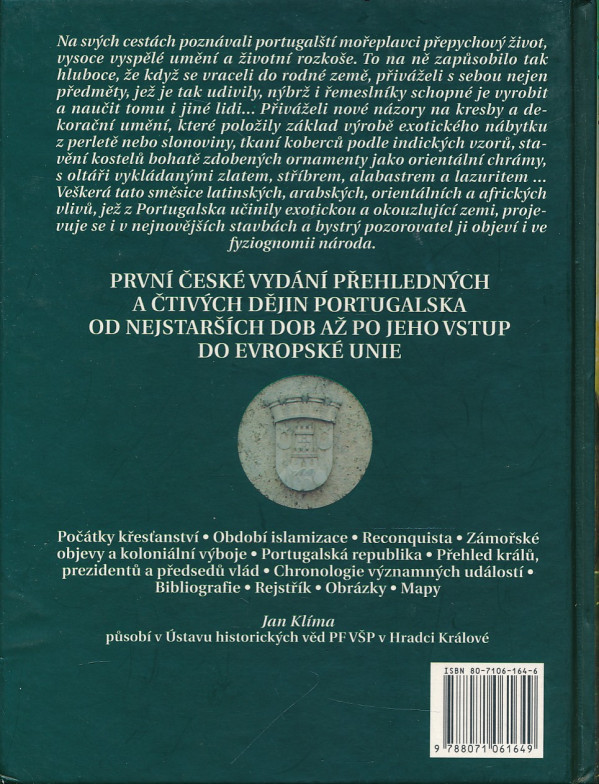 Na svých cestách poznávali portugalští mořeplavci přepychový život,
vysoce vyspělé umění a životní rozkoše. To na ně zapůsobilo tak
hluboce, že když se vraceli do rodné země, přiváželi s sebou nejen
předměty, jež je tak udivily, nýbrž i řemeslníky schopné je vyrobit
a naučit tomu i jiné lidi... Přiváželi nové názory na kresby a de-
korační umění, které položily základ výrobě exotického nábytku
z perletě nebo slonoviny, tkaní koberců podle indických vzorů, sta-
vění kostelů bohatě zdobených ornamenty jako orientální chrámy,
s oltáři vykládanými zlatem, stříbrem, alabastrem a lazuritem ...
Veškerá tato směsice latinských, arabských, orientálních a afrických
vlivů, jež z Portugalska učinily exotickou a okouzlující zemi, proje-
vuje se i v nejnovějších stavbách a bystrý pozorovatel ji objeví i ve
fyziognomii národa.
PRVNÍ ČESKÉ VYDÁNÍ PŘEHLEDNÝCH
A ČTIVÝCH DĚJIN PORTUGALSKA
OD NEJSTARŠÍCH DOB AŽ PO JEHO VSTUP
DO EVROPSKÉ UNIE
Počátky křesťanství • Období islamizace • Reconquista • Zámořské
objevy a koloniální výboje • Portugalská republika • Přehled králů,
prezidentů a předsedů vlád • Chronologie významných událostí •
Bibliografie • Rejstřík • Obrázky • Mapy
Jan Klíma
působí v Ústavu historických věd PF VŠP v Hradci Králové
ISBN 80-7106-164-6
9 788071 061649